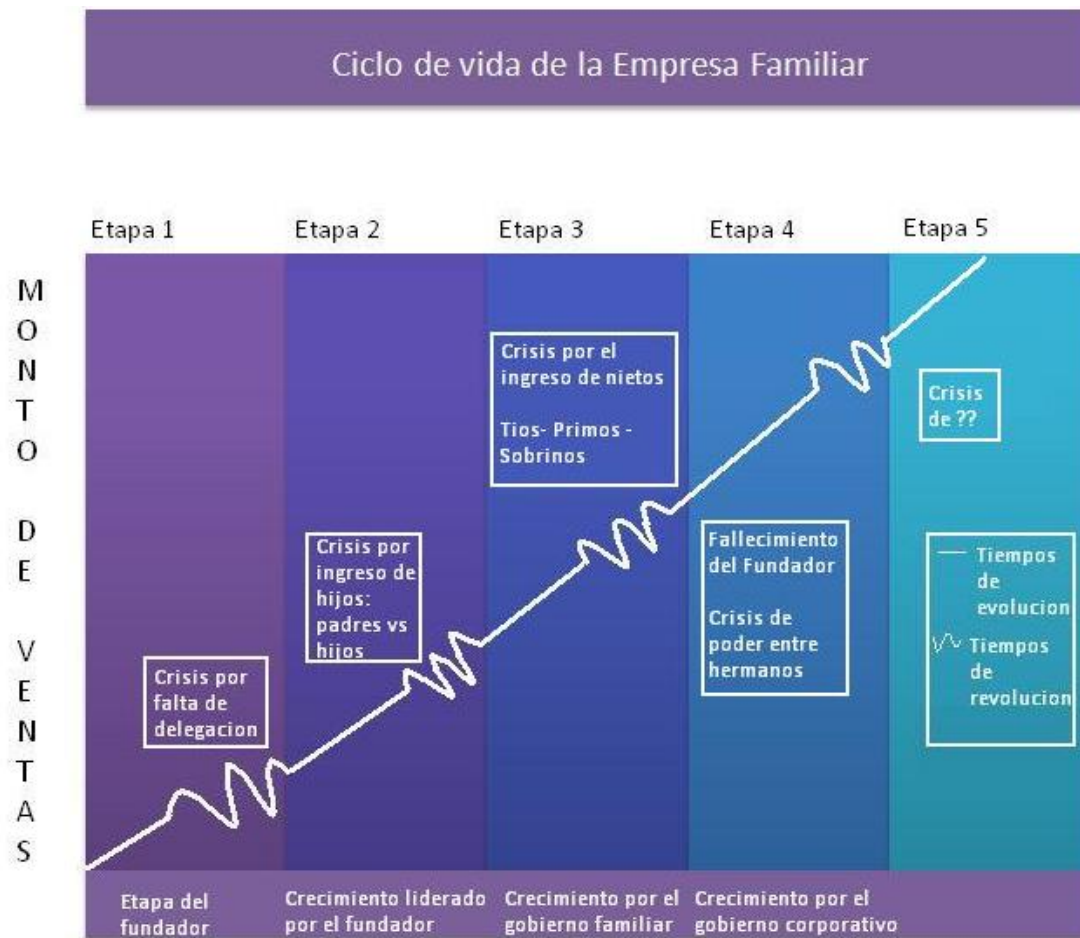 Ciclo de vida de la Empresa Familiar
Etapa 1
Etapa 2
Etapa 3
Etapa 4
Etapa 5
MONTO DE VENTAS
Crisis por
falta de
delegacion
Crisis por
ingreso de
hijos:
padres vs
hijos
Crisis por el
ingreso de nietos
Tios- Primos -
Sobrinos
Fallecimiento
del Fundador
Crisis de
poder entre
hermanos
Crisis
de ??
Tiempos
de
evolucion
Tiempos
de
revolucion
Etapa del
fundador
Crecimiento liderado
por el fundador
Crecimiento por el
gobierno familiar
Crecimiento por el
gobierno corporativo